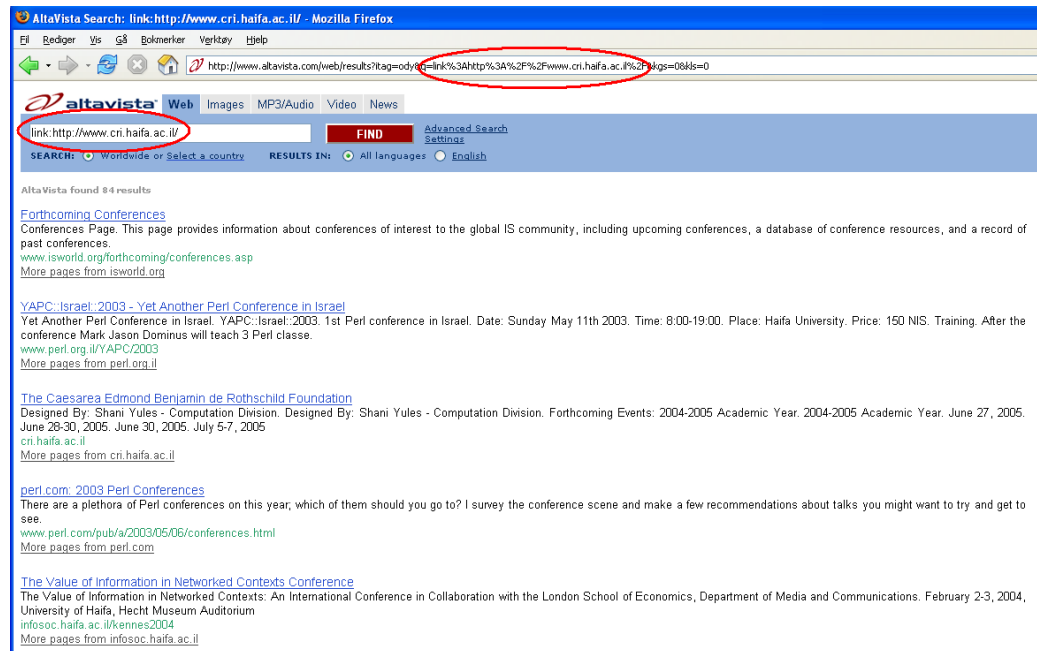 AltaVista Search: link:http://www.cri.haifa.ac.il/ - Mozilla Firefox
Fil Rediger Vis Gå Bokmerker Verktøy Hjelp
http://www.altavista.com/web/results?itag=ody&q=link%3Ahttp%3A%2F%2Fwww.cri.haifa.ac.il%2F&kgs=0&kls=0
altavista Web Images MP3/Audio Video News
link:http://www.cri.haifa.ac.il/ FIND Advanced Search
Settings
SEARCH: Worldwide or Select a country RESULTS IN: All languages English
AltaVista found 84 results
Forthcoming Conferences
Conferences Page. This page provides information about conferences of interest to the global IS community, including upcoming conferences, a database of conference resources, and a record of
past conferences.
www.isworld.org/forthcoming/conferences.asp
More pages from isworld.org
YAPC::Israel::2003 - Yet Another Perl Conference in Israel
Yet Another Perl Conference in Israel. YAPC::Israel::2003. 1st Perl conference in Israel. Date: Sunday May 11th 2003. Time: 8:00-19:00. Place: Haifa University. Price: 150 NIS. Training. After the
conference Mark Jason Dominus will teach 3 Perl classe.
www.perl.org.il/YAPC/2003
More pages from perl.org.il
The Caesarea Edmond Benjamin de Rothschild Foundation
Designed By: Shani Yules - Computation Division. Designed By: Shani Yules - Computation Division. Forthcoming Events: 2004-2005 Academic Year. 2004-2005 Academic Year. June 27, 2005.
June 28-30, 2005. June 30, 2005. July 5-7, 2005
cri.haifa.ac.il
More pages from cri.haifa.ac.il
perl.com: 2003 Perl Conferences
There are a plethora of Perl conferences on this year; which of them should you go to? I survey the conference scene and make a few recommendations about talks you might want to try and get to
see.
www.perl.com/pub/a/2003/05/06/conferences.html
More pages from perl.com
The Value of Information in Networked Contexts Conference
The Value of Information in Networked Contexts: An International Conference in Collaboration with the London School of Economics, Department of Media and Communications. February 2-3, 2004,
University of Haifa, Hecht Museum Auditorium
infosoc.haifa.ac.il/kennes2004
More pages from infosoc.haifa.ac.il